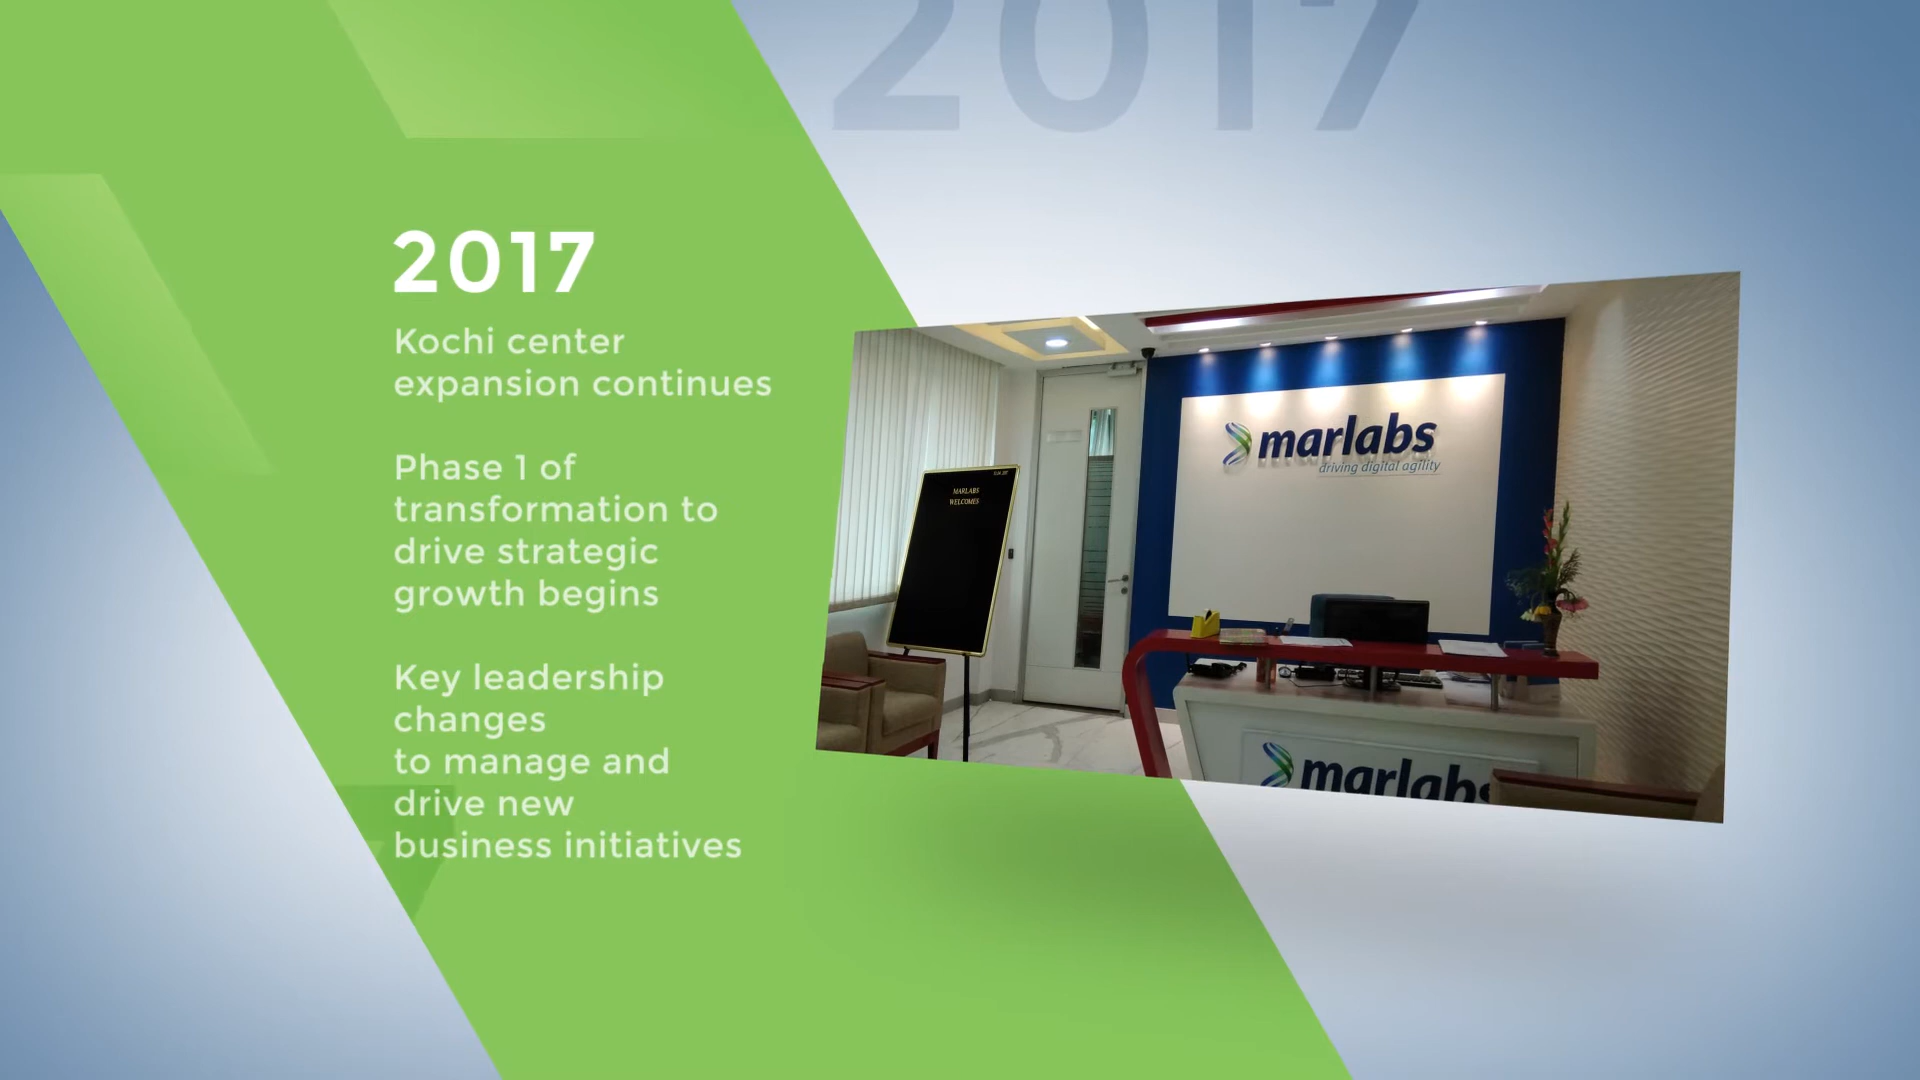 2017
2017
Kochi center
expansion continues
Phase 1 of
transformation to
drive strategic
growth begins
Key leadership
changes
to manage and
drive new
business initiatives
marlabs
driving digital agility
MARLABS
WELCOMES
marlabs